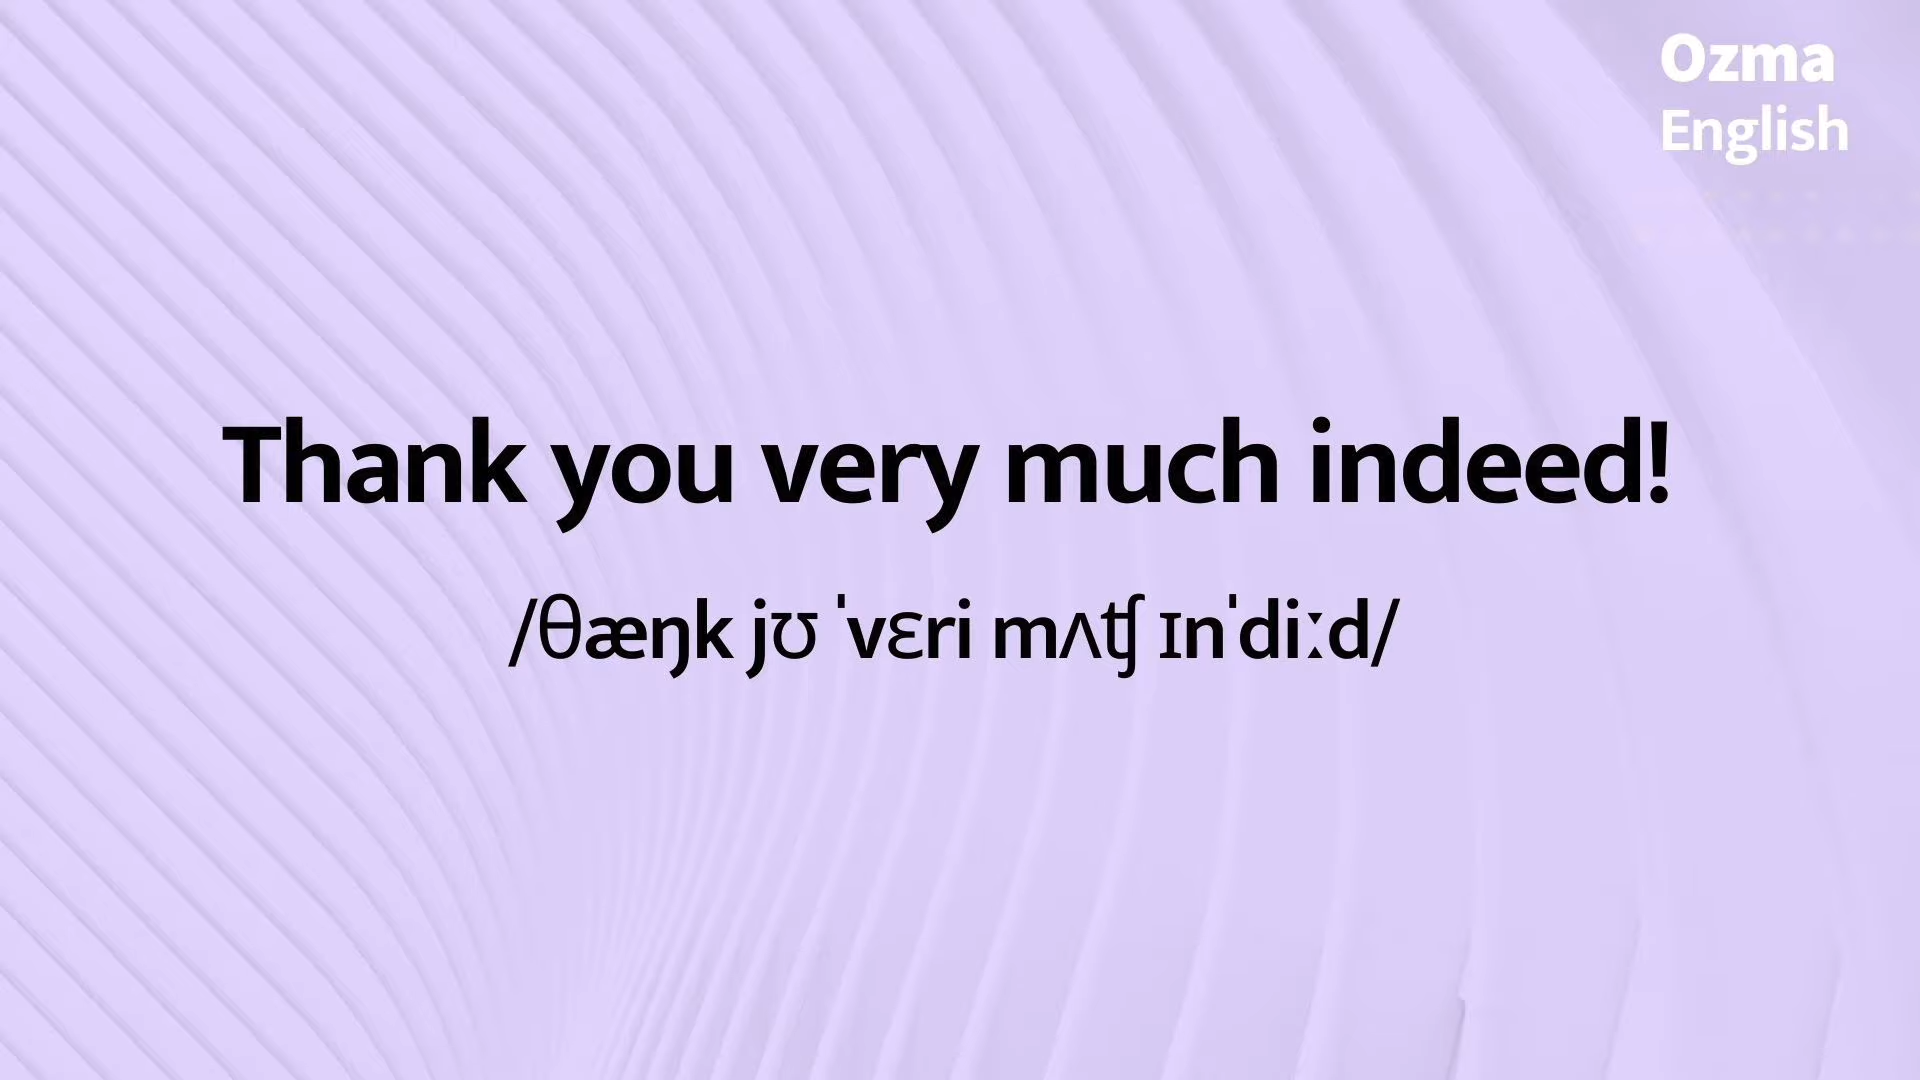 Ozma
English
Thank you very much indeed!
/θæŋk jʊ ˈvɛri mʌʧ ɪnˈdiːd/